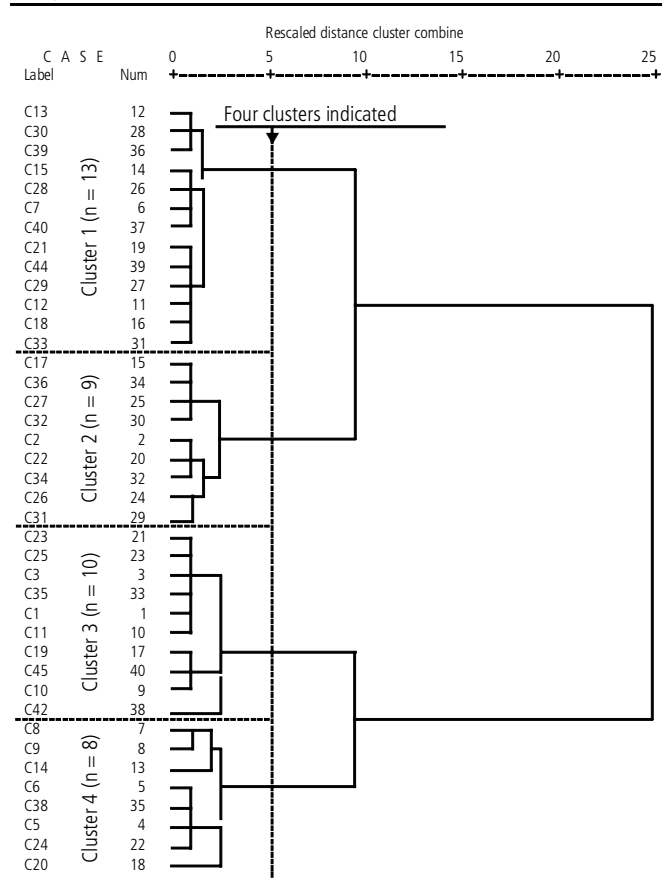 Rescaled distance cluster combine
C A S E 0 5 10 15 20 25
Label Num
Four clusters indicated
C13 12
C30 28
C39 36
C15 14
C28 26
C7 6
C40 37
C21 19
C44 39
C29 27
C12 11
C18 16
C33 31
Cluster 1 (n = 13)
C17 15
C36 34
C27 25
C32 30
C2 2
C22 20
C34 32
C26 24
C31 29
Cluster 2 (n = 9)
C23 21
C25 23
C3 3
C35 33
C1 1
C11 10
C19 17
C45 40
C10 9
C42 38
Cluster 3 (n = 10)
C8 7
C9 8
C14 13
C6 5
C38 35
C5 4
C24 22
C20 18
Cluster 4 (n = 8)